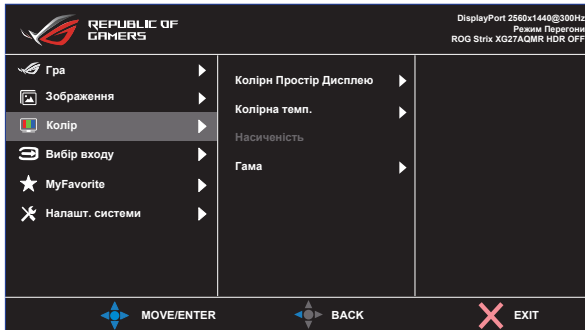 REPUBLIC OF
GAMERS
DisplayPort 2560x1440@300Hz
Режим Перегони
ROG Strix XG27AQMR HDR OFF
Гра
Зображення
Колір
Вибір входу
MyFavorite
Налашт. системи
Колірн Простір Дисплею
Колірна темп.
Насиченість
Гама
MOVE/ENTER
BACK
EXIT